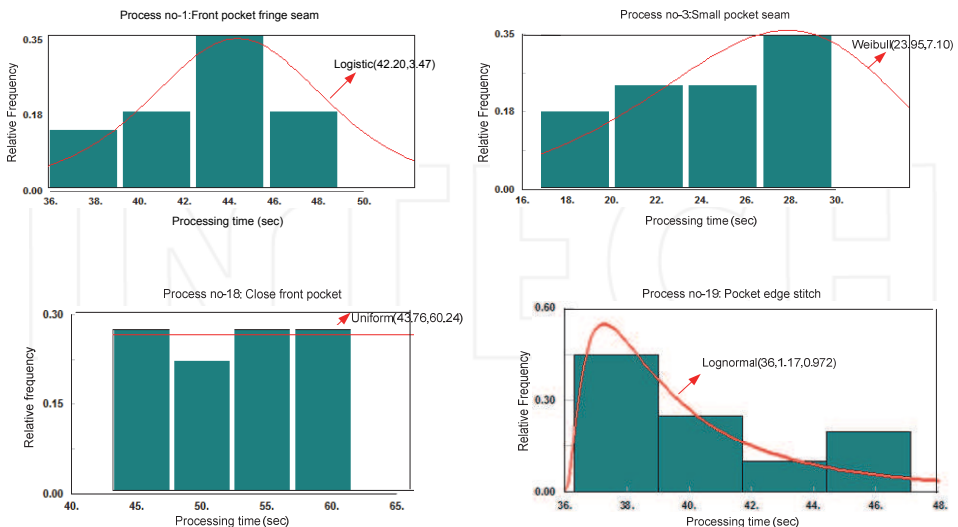 Process no-1:Front pocket fringe seam
0.35
0.18
0.00
Relative Frequency
Logistic(42.20,3.47)
36. 38. 40. 42. 44. 46. 48. 50.
Processing time (sec)
Process no-3:Small pocket seam
0.35
0.18
0.00
Relative Frequency
Weibull(23.95,7.10)
16. 18. 20. 22. 24. 26. 28. 30.
Processing time (sec)
Process no-18: Close front pocket
0.30
0.15
0.00
Relative frequency
Uniform(43.76,60.24)
40. 45. 50. 55. 60. 65.
Processing time (sec)
Process no-19: Pocket edge stitch
0.60
0.30
0.00
Relative Frequency
Lognormal(36,1.17,0.972)
36. 38. 40. 42. 44. 46. 48.
Processing time (sec)
INTECH